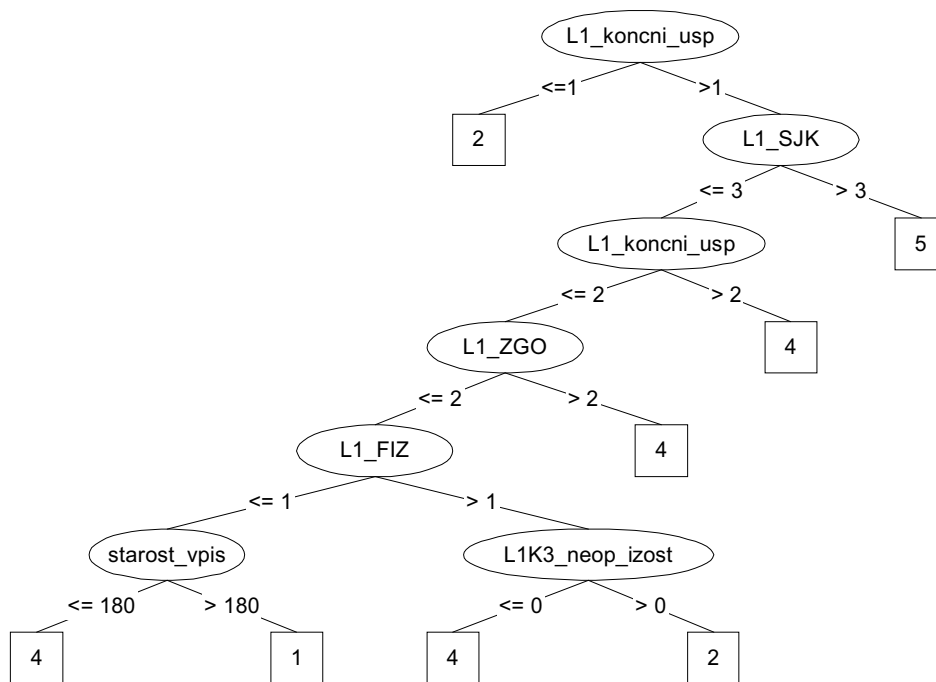 L1_koncni_usp
<=1 >1
2 L1_SJK
<= 3 > 3
L1_koncni_usp 5
<= 2 > 2
L1_ZGO 4
<= 2 > 2
L1_FIZ 4
<= 1 > 1
starost_vpis L1K3_neop_izost
<= 180 > 180 <= 0 > 0
4 1 4 2